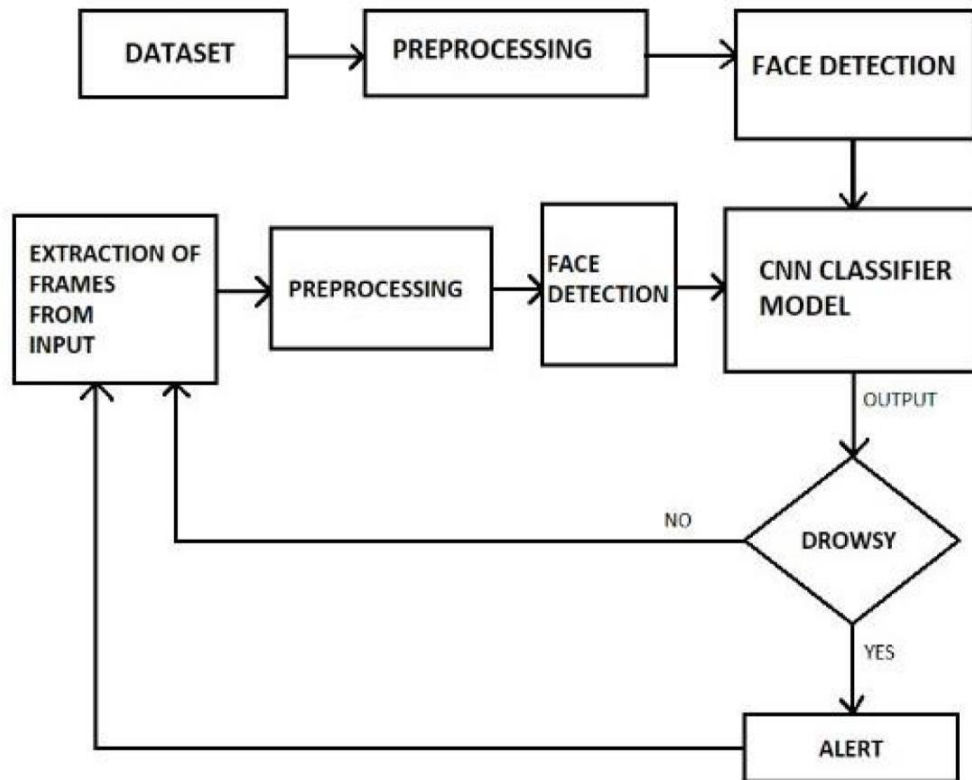 DATASET
PREPROCESSING
FACE DETECTION
EXTRACTION OF
FRAMES
FROM
INPUT
PREPROCESSING
FACE
DETECTION
CNN CLASSIFIER
MODEL
OUTPUT
NO
DROWSY
YES
ALERT